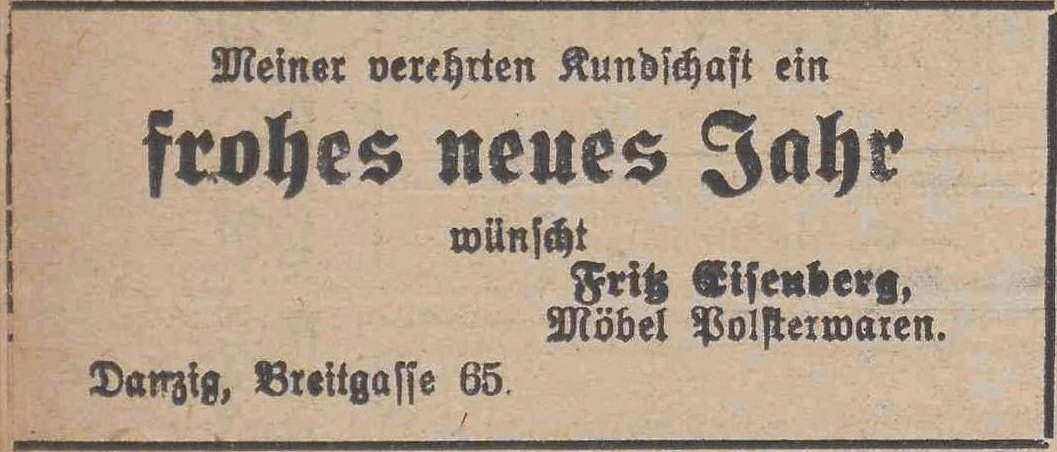 Meiner verehrten Kundschaft ein
frohes neues Jahr
wünscht
Fritz Eisenberg,
Möbel Polsterwaren.
Danzig, Breitgasse 65.